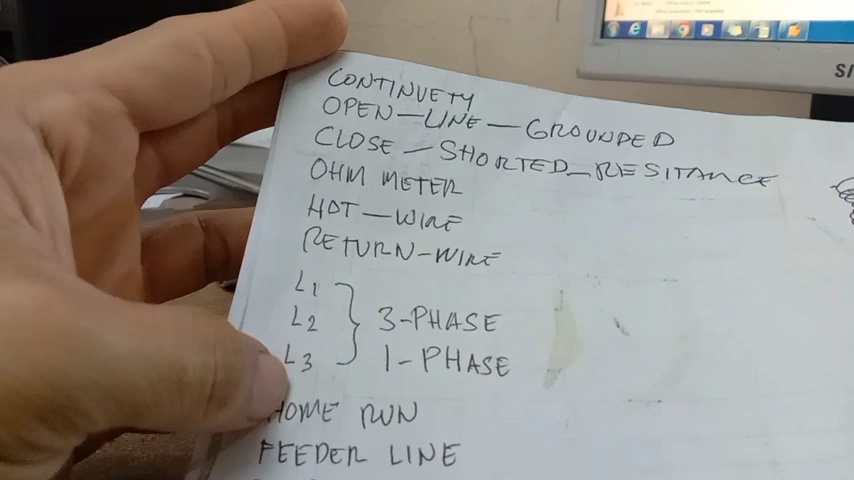 CONTINUETY
OPEN-LINE-GROUNDED
CLOSE-SHORTED-RESITANCE
OHM METER
HOT-WIRE
RETURN-WIRE
L1
L2 3-PHASE
L3 1-PHASE
HOME RUN
FEEDER LINE